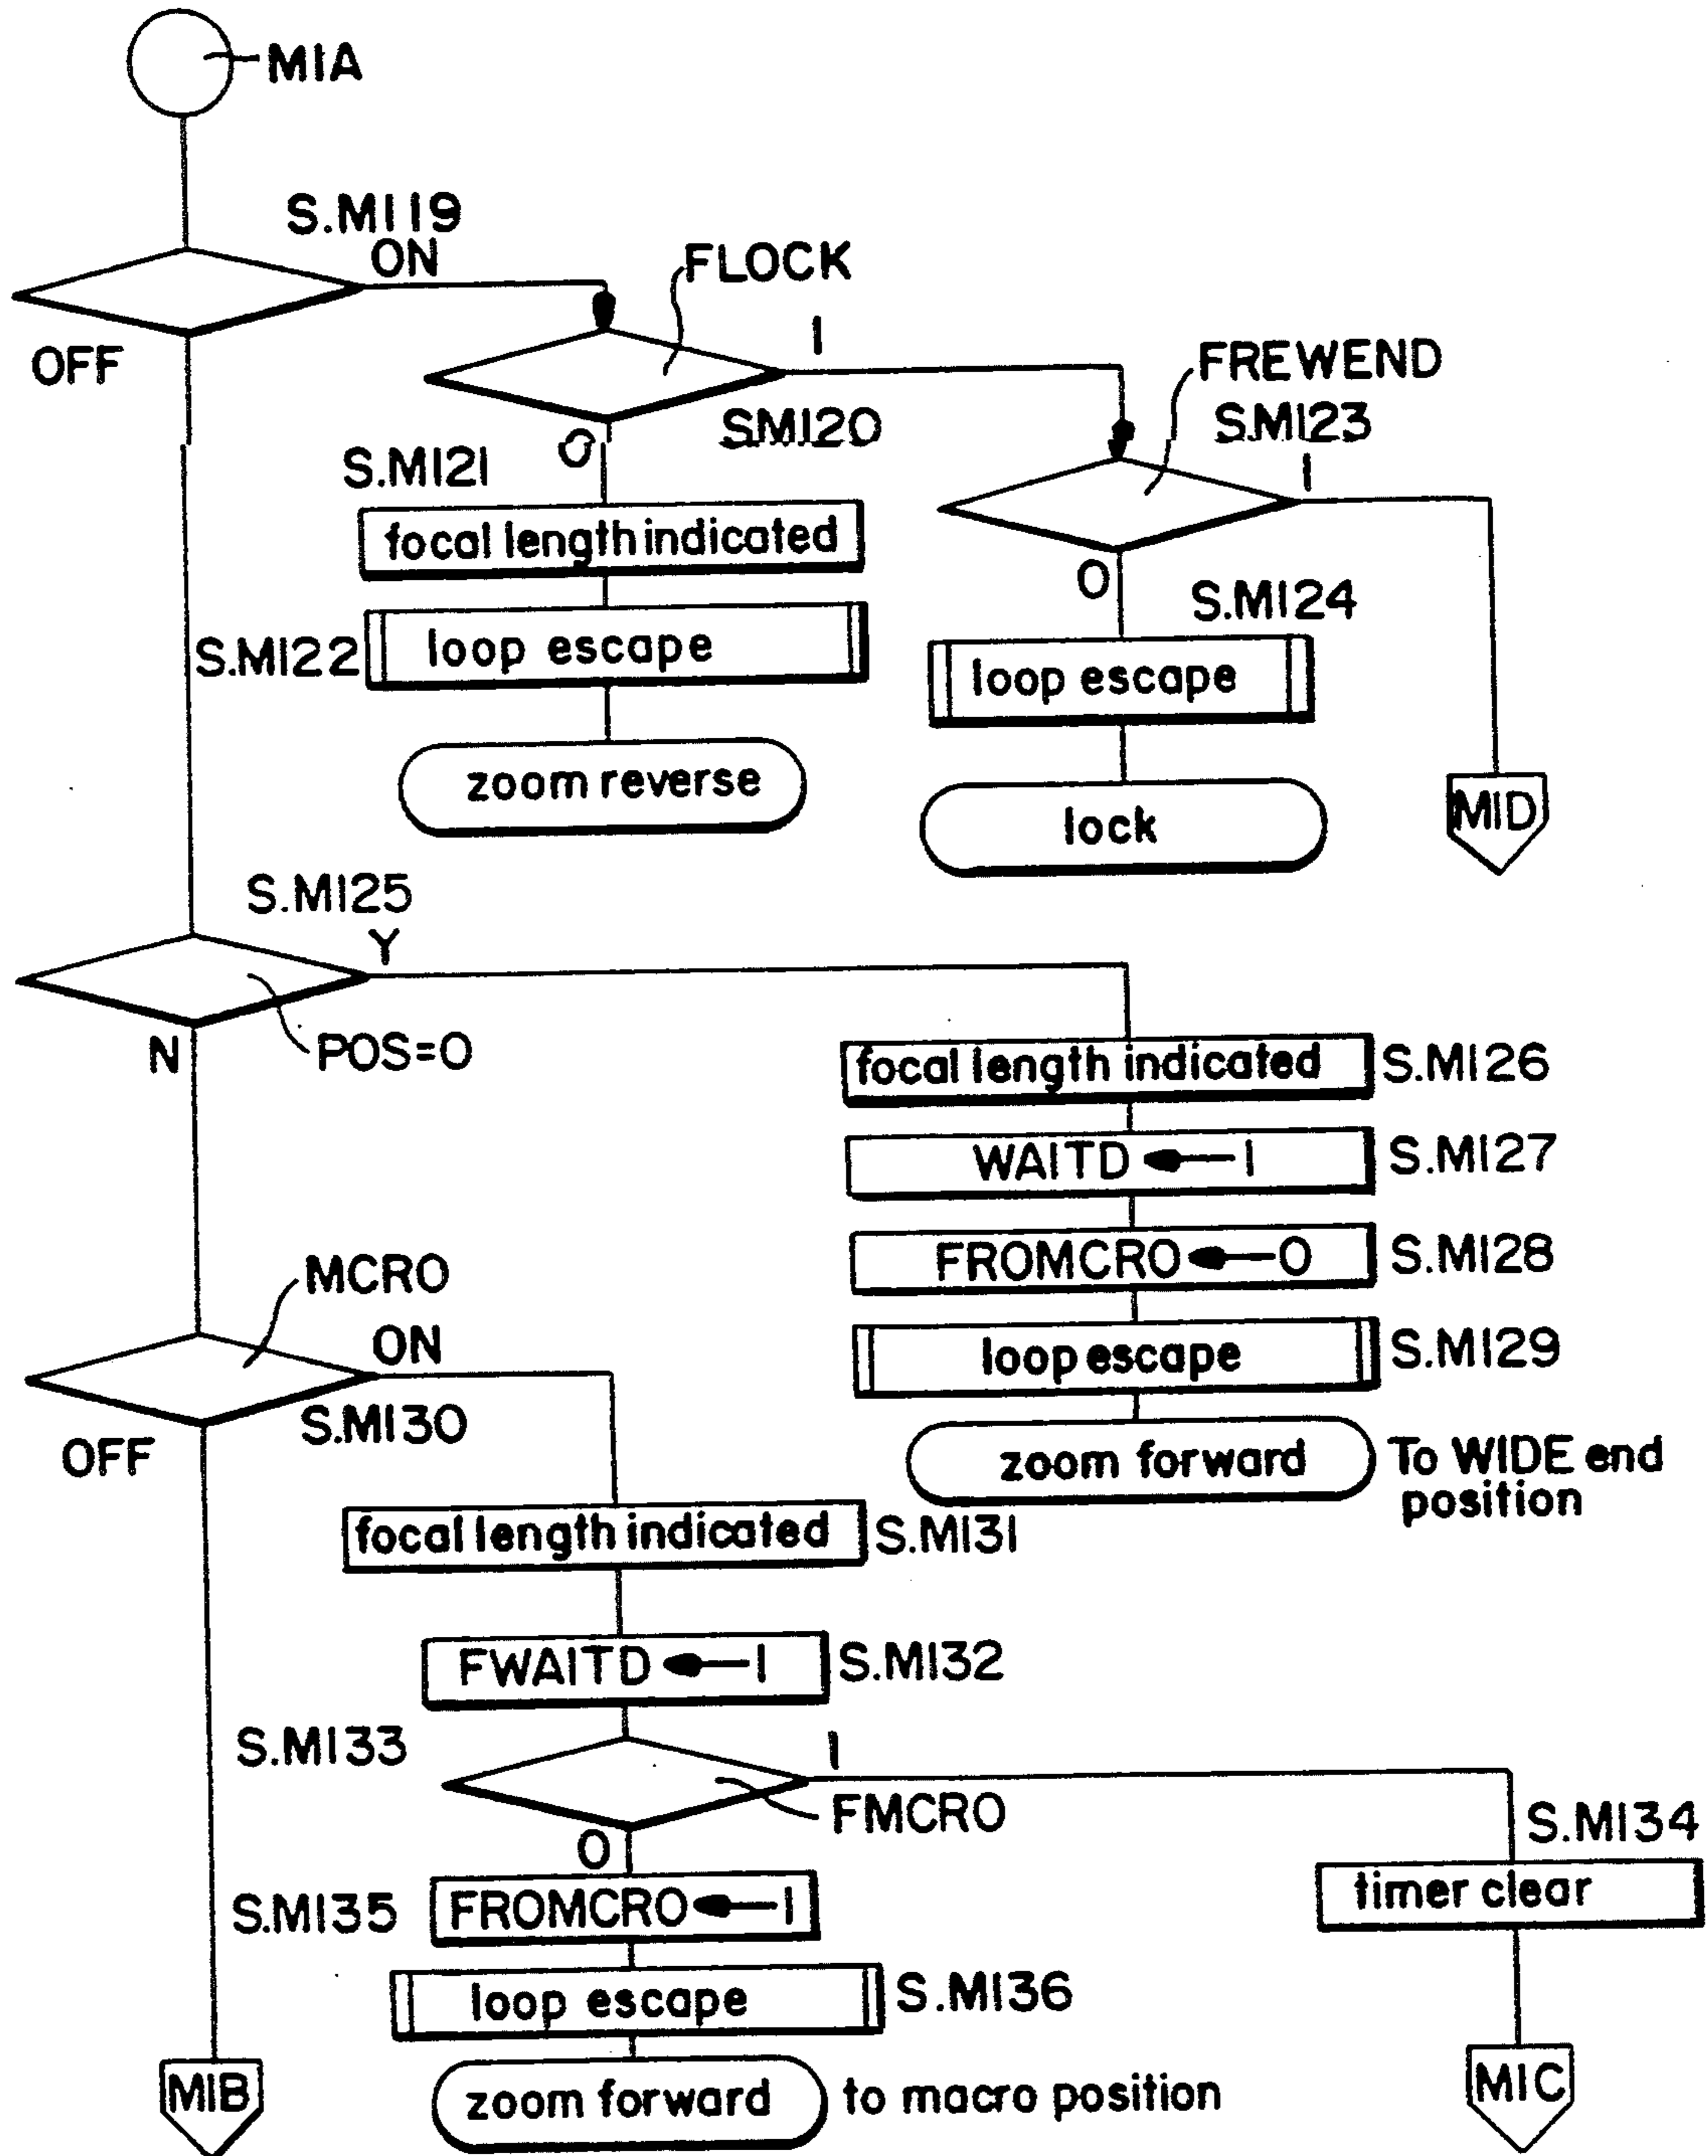 MIA
S.M119
ON
OFF
FLOCK
1
S.M120
0
FREWEND
S.M123
1
S.M121
focal length indicated
0
S.M124
S.M122
loop escape
loop escape
zoom reverse
lock
MID
S.M125
Y
N
POS=0
focal length indicated
S.M126
WAITD ← 1
S.M127
FROMCRO ← 0
S.M128
loop escape
S.M129
zoom forward
To WIDE end
position
MCRO
ON
S.M130
OFF
focal length indicated
S.M131
FWAITD ← 1
S.M132
S.M133
1
FMCRO
0
S.M134
timer clear
S.M135
FROMCRO ← 1
loop escape
S.M136
MIB
zoom forward
to macro position
MIC